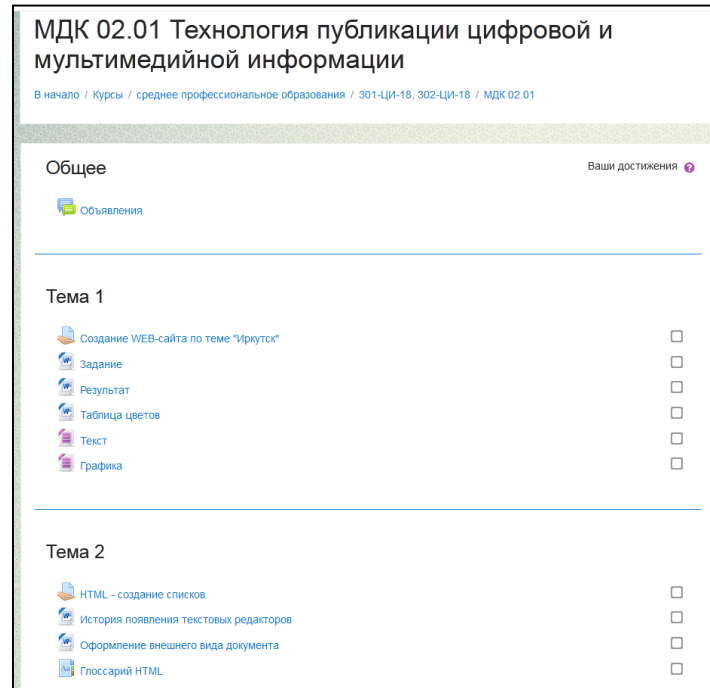 МДК 02.01 Технология публикации цифровой и
мультимедийной информации
В начало / Курсы / среднее профессиональное образования / 301-ЦИ-18, 302-ЦИ-18 / МДК 02.01
Общее
Ваши достижения
Объявления
Тема 1
Создание WEB-сайта по теме "Иркутск"
Задание
Результат
Таблица цветов
Текст
Графика
Тема 2
HTML - создание списков
История появления текстовых редакторов
Оформление внешнего вида документа
Глоссарий HTML